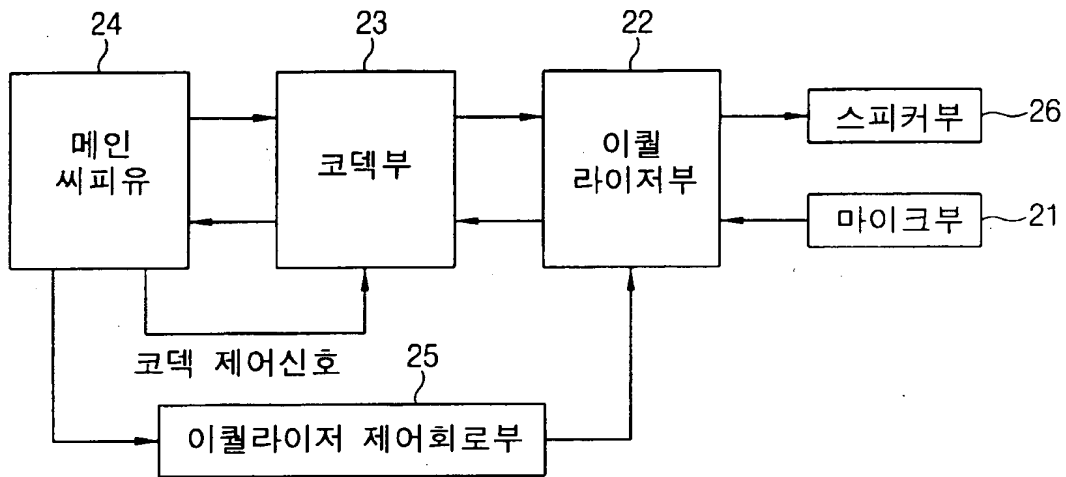 24
23
22
메인
씨피유
코덱부
이퀄
라이저부
스피커부
26
마이크부
21
코덱 제어신호
25
이퀄라이저 제어회로부